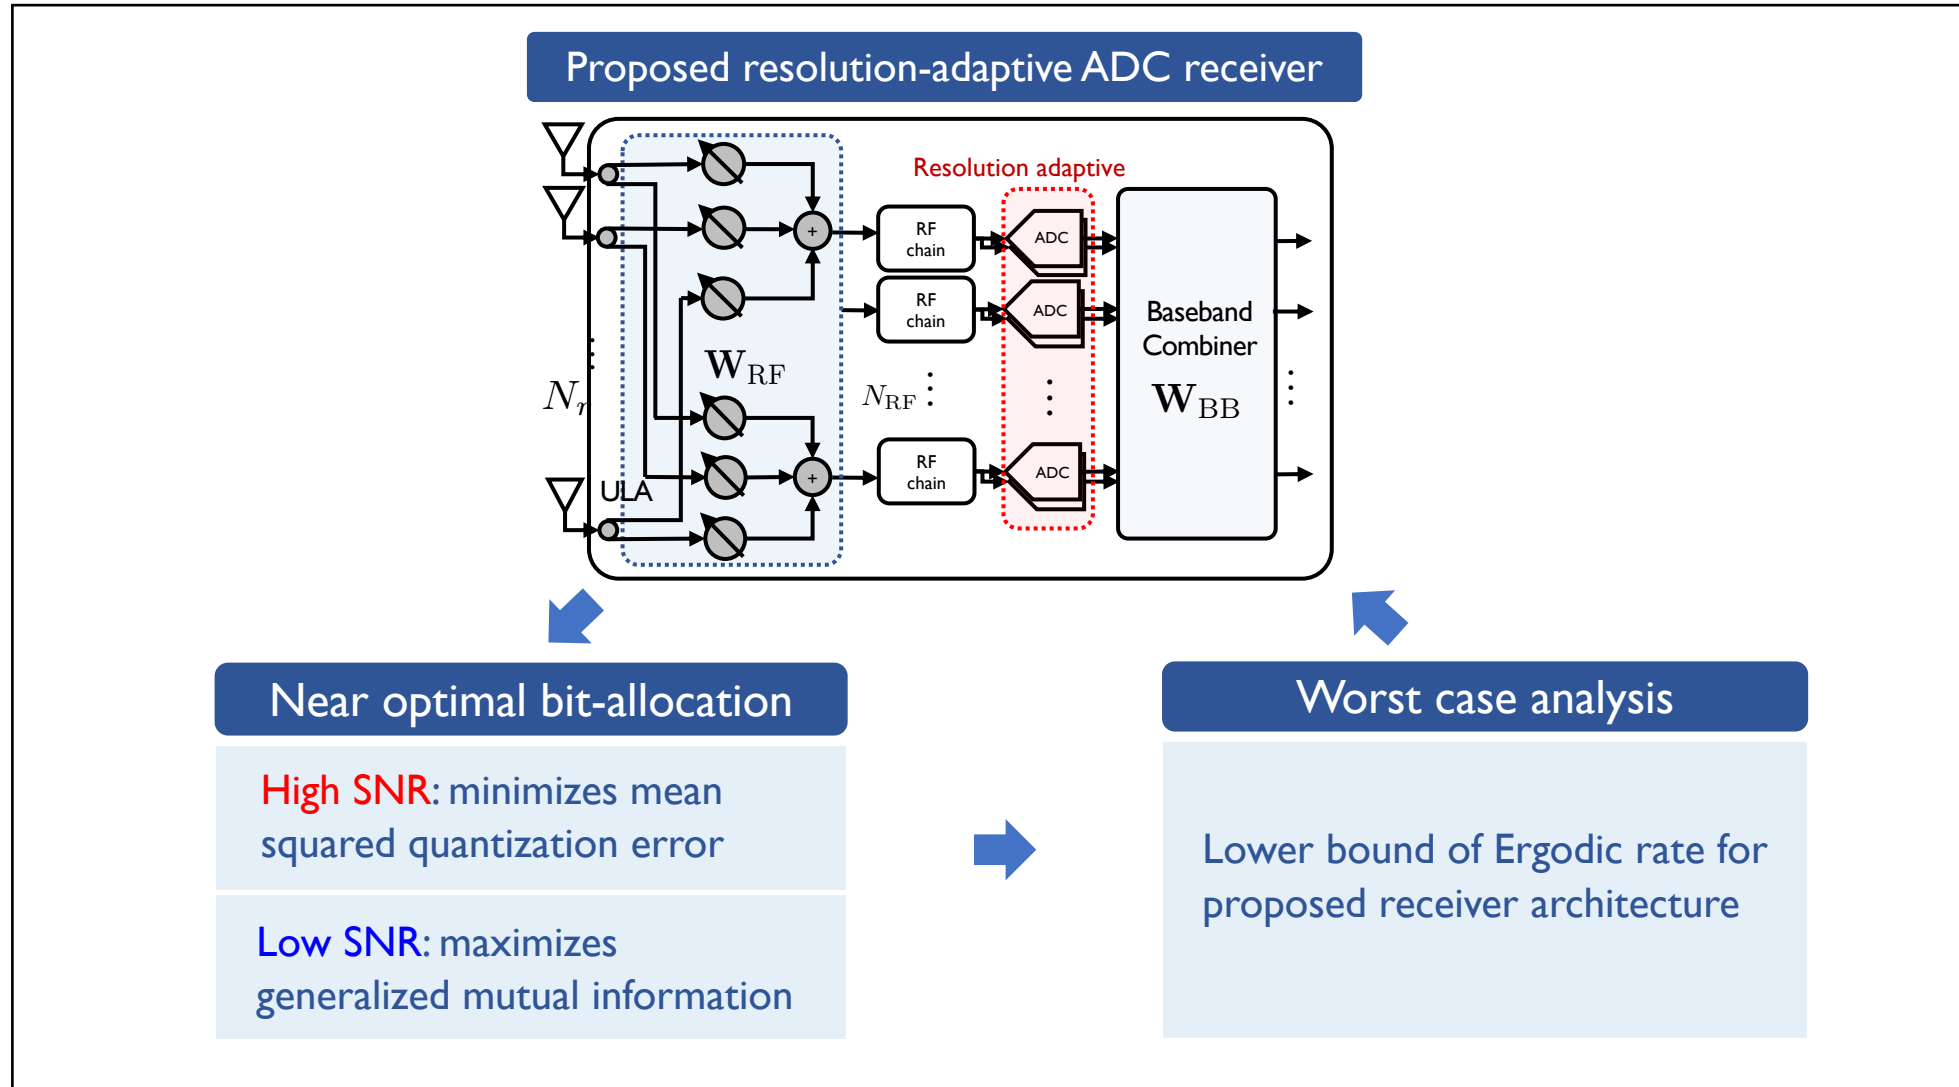 Proposed resolution-adaptive ADC receiver
Resolution adaptive
+
RF
chain
ADC
RF
chain
ADC
Baseband
Combiner
W_BB
W_RF
N_r
N_RF
ULA
+
RF
chain
ADC
Near optimal bit-allocation
High SNR: minimizes mean
squared quantization error
Low SNR: maximizes
generalized mutual information
Worst case analysis
Lower bound of Ergodic rate for
proposed receiver architecture